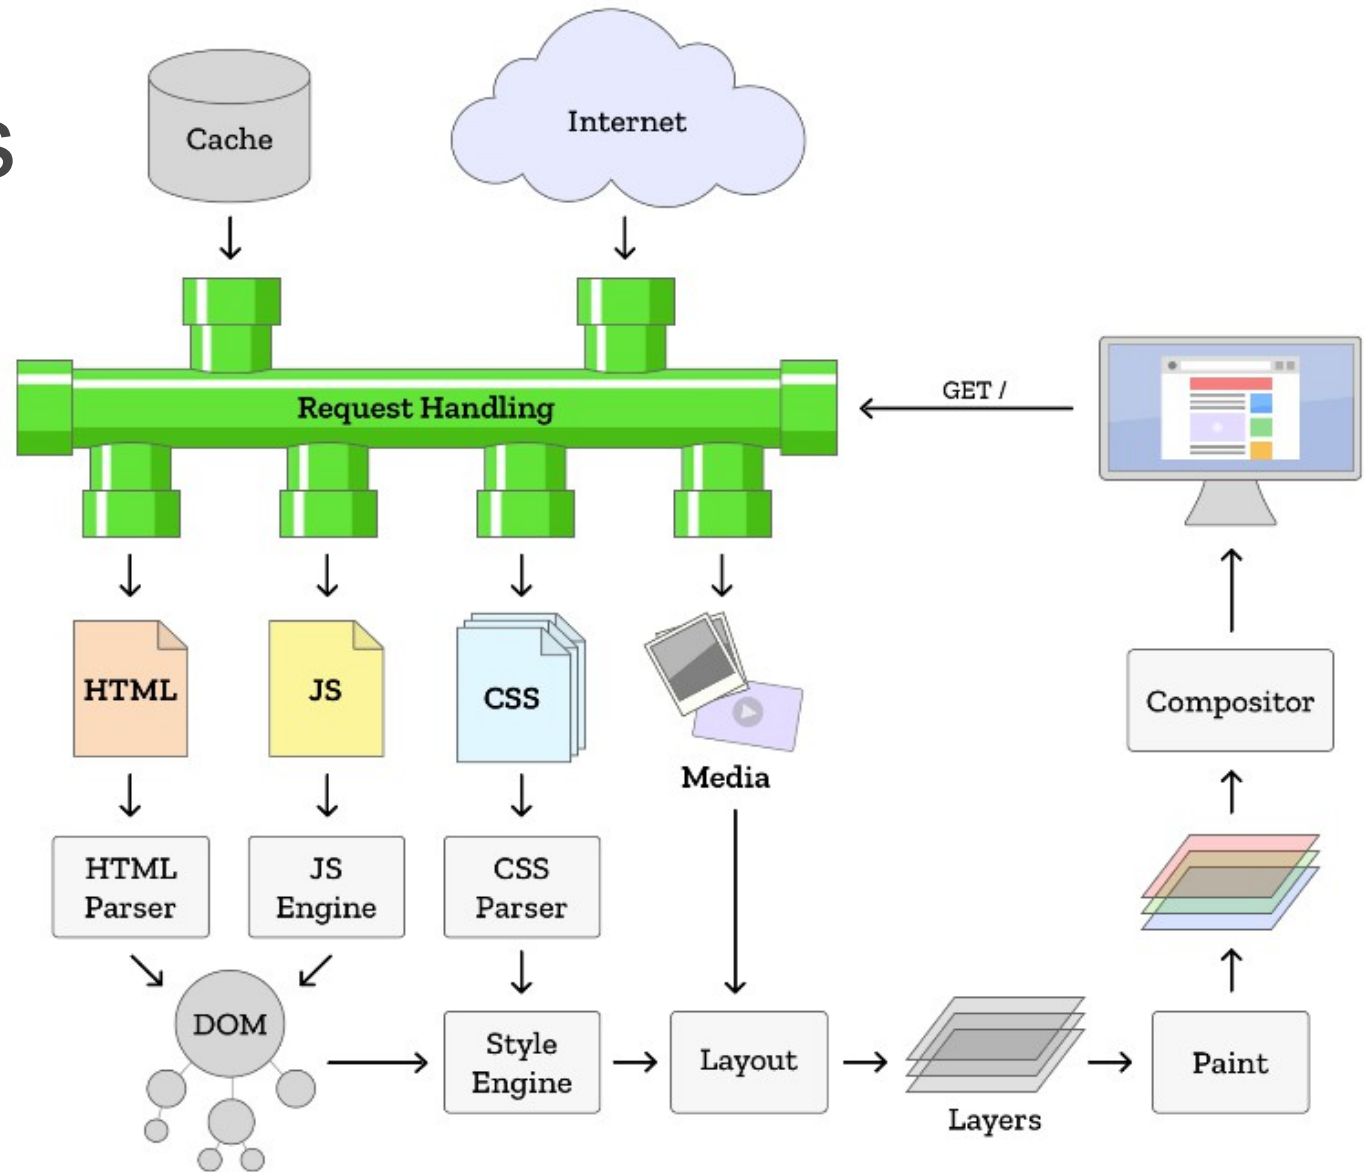 s
Cache
Internet
Request Handling
GET /
HTML
JS
CSS
Media
HTML
Parser
JS
Engine
CSS
Parser
Compositor
DOM
Style
Engine
Layout
Layers
Paint